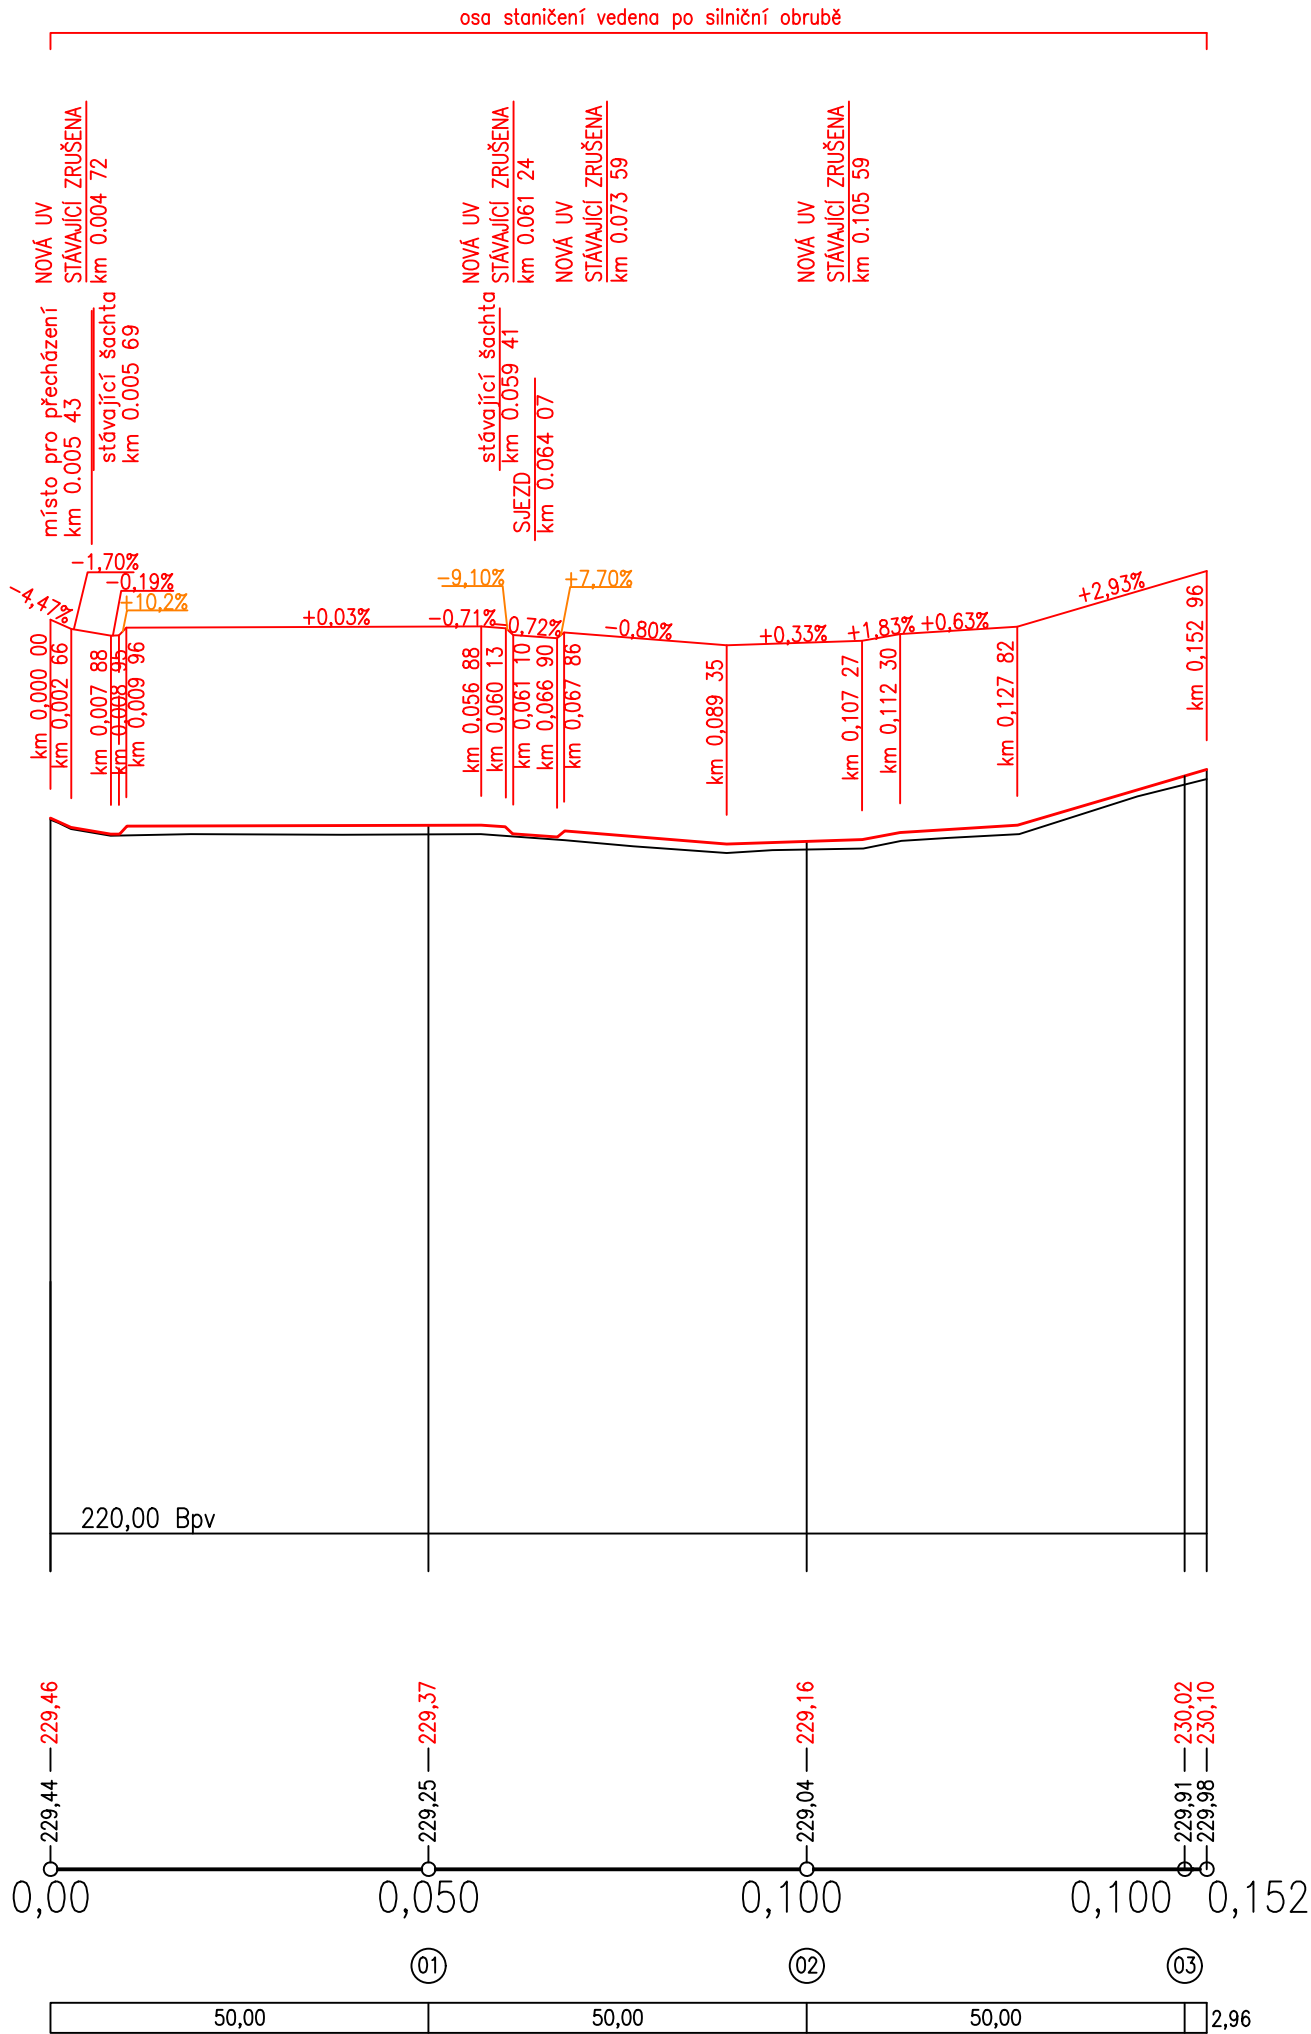 osa staničení vedena po silniční obrubě
NOVÁ UV
STÁVAJÍCÍ ZRUŠENA
km 0.004 72
NOVÁ UV
STÁVAJÍCÍ ZRUŠENA
km 0.061 24
NOVÁ UV
STÁVAJÍCÍ ZRUŠENA
km 0.073 59
NOVÁ UV
STÁVAJÍCÍ ZRUŠENA
km 0.105 59
místo pro přecházení
km 0.005 43
stávající šachta
km 0.005 69
stávající šachta
km 0.059 41
SJEZD
km 0.064 07
-4,47%
-1,70%
-0,19%
+10,2%
+0,03%
-0,71%
-9,10%
0,72%
+7,70%
-0,80%
+0,33%
+1,83%
+0,63%
+2,93%
km 0,000 00
km 0,002 66
km 0,007 88
km 0,008 95
km 0,009 96
km 0,056 88
km 0,060 13
km 0,061 10
km 0,066 90
km 0,067 86
km 0,089 35
km 0,107 27
km 0,112 30
km 0,127 82
km 0,152 96
220,00 Bpv
229,46
229,37
229,16
230,02
230,10
229,44
229,25
229,04
229,91
229,98
0,00
0,050
0,100
0,100
0,152
01
02
03
50,00
50,00
50,00
2,96